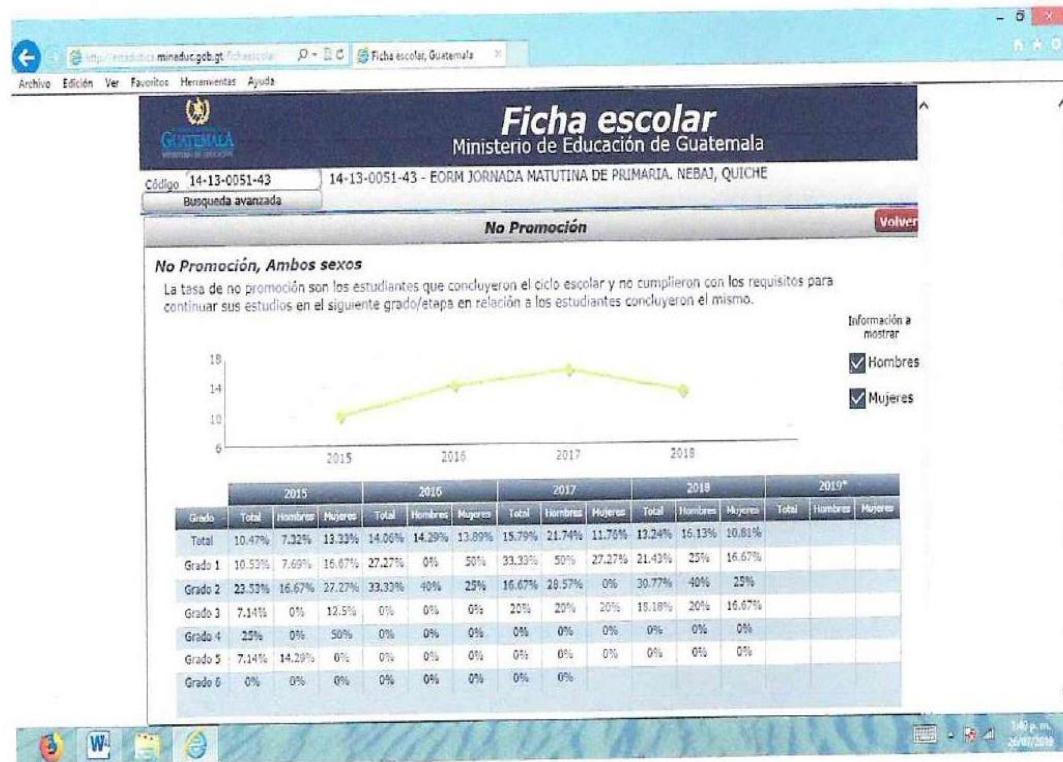 mineduc.gob.gt
Ficha escolar, Guatemala
Archivo Edición Ver Favoritos Herramientas Ayuda
GUATEMALA
Ficha escolar
Ministerio de Educación de Guatemala
Código 14-13-0051-43
14-13-0051-43 - EORM JORNADA MATUTINA DE PRIMARIA. NEBAJ, QUICHE
Busqueda avanzada
No Promoción
Volver
No Promoción, Ambos sexos
La tasa de no promoción son los estudiantes que concluyeron el ciclo escolar y no cumplieron con los requisitos para
continuar sus estudios en el siguiente grado/etapa en relación a los estudiantes concluyeron el mismo.
Información a
mostrar
Hombres
Mujeres
18
14
10
6
2015 2016 2017 2018
2015 2016 2017 2018 2019*
Grado Total Hombres Mujeres Total Hombres Mujeres Total Hombres Mujeres Total Hombres Mujeres Total Hombres Mujeres
Total 10.47% 7.32% 13.33% 14.06% 14.29% 13.89% 15.79% 21.74% 11.76% 13.24% 16.13% 10.81%
Grado 1 10.53% 7.69% 16.67% 27.27% 0% 50% 33.33% 50% 27.27% 21.43% 25% 16.67%
Grado 2 23.53% 16.67% 27.27% 33.33% 40% 25% 16.67% 28.57% 0% 30.77% 40% 25%
Grado 3 7.14% 0% 12.5% 0% 0% 0% 20% 20% 20% 18.18% 20% 16.67%
Grado 4 25% 0% 50% 0% 0% 0% 0% 0% 0% 0% 0% 0%
Grado 5 7.14% 14.29% 0% 0% 0% 0% 0% 0% 0% 0% 0% 0%
Grado 6 0% 0% 0% 0% 0% 0% 0% 0%
1:49 p.m.
26/07/2019